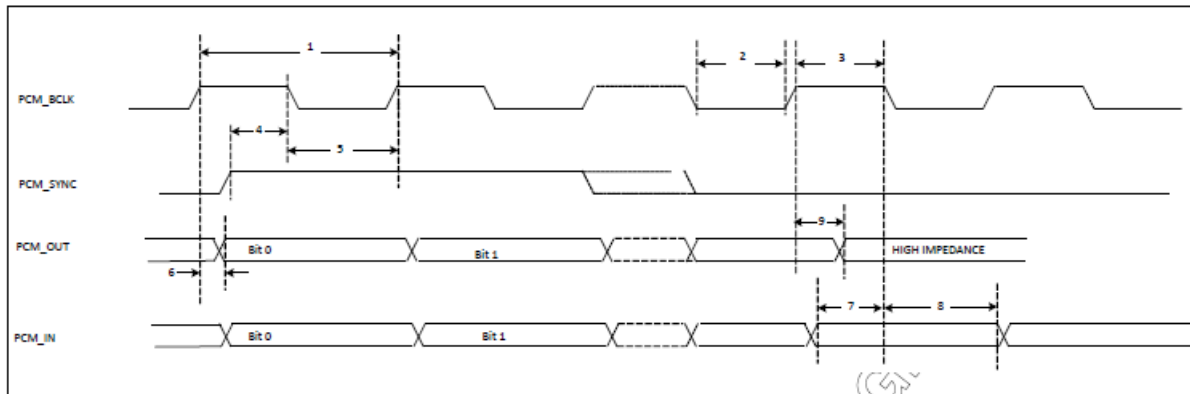 1
2
3
PCM_BCLK
4
5
PCM_SYNC
9
PCM_OUT
Bit 0
Bit 1
HIGH IMPEDANCE
6
7
8
PCM_IN
Bit 0
Bit 1